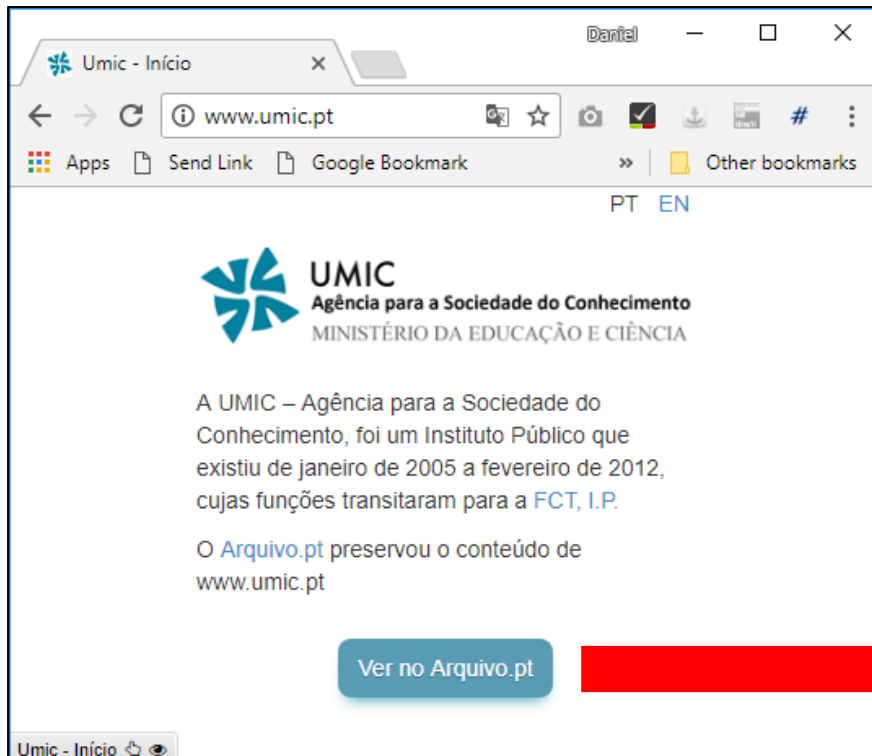 Daniel
Umic - Início
www.umic.pt
#
Apps Send Link Google Bookmark » Other bookmarks
PT EN
UMIC
Agência para a Sociedade do Conhecimento
MINISTÉRIO DA EDUCAÇÃO E CIÊNCIA
A UMIC – Agência para a Sociedade do
Conhecimento, foi um Instituto Público que
existiu de janeiro de 2005 a fevereiro de 2012,
cujas funções transitaram para a FCT, I.P.
O Arquivo.pt preservou o conteúdo de
www.umic.pt
Ver no Arquivo.pt
Umic - Início